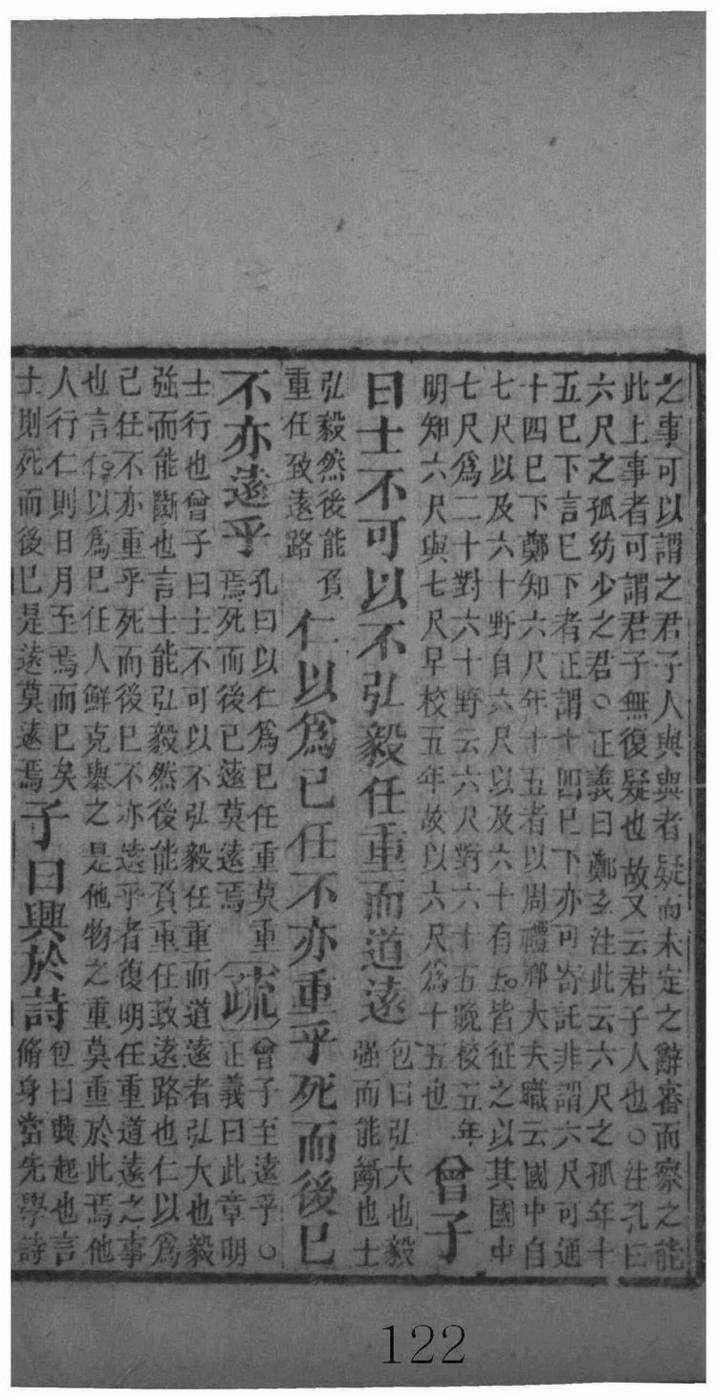 之事可以謂之君子人與與者疑而未定之辭審而察之能
此上事者可謂君子無復疑也故又云君子人也○注孔曰
六尺之孤幼少之君○正義曰鄭玄注此云六尺之孤年十
五已下言已下者正謂十四已下亦可寄託非謂六尺可通
十四已下鄭知六尺年十五者以周禮鄉大夫職云國中自
七尺以及六十野自六尺以及六十有五皆征之以其國中
七尺爲二十對六十野云六尺對六十五晚校五年
明知六尺與七尺早校五年故以六尺爲十五也
曾子
曰士不可以不弘毅任重而道遠
包曰弘大也毅
强而能斷也士
弘毅然後能負
重任致遠路
仁以爲已任不亦重乎死而後已
不亦遠乎
孔曰以仁爲已任重莫重
焉死而後已遠莫遠焉
疏
曾子至遠乎○
正義曰此章明
士行也曾子曰士不可以不弘毅任重而道遠者弘大也毅
強而能斷也言士能弘毅然後能負重任致遠路也仁以爲
己任不亦重乎死而後已不亦遠乎者復明任重道遠之事
也言仁以爲已任人鮮克舉之是他物之重莫重於此焉他
人行仁則日月至焉而已矣
士則死而後已是遠莫遠焉
子曰興於詩
包曰興起也言
脩身當先學詩
122